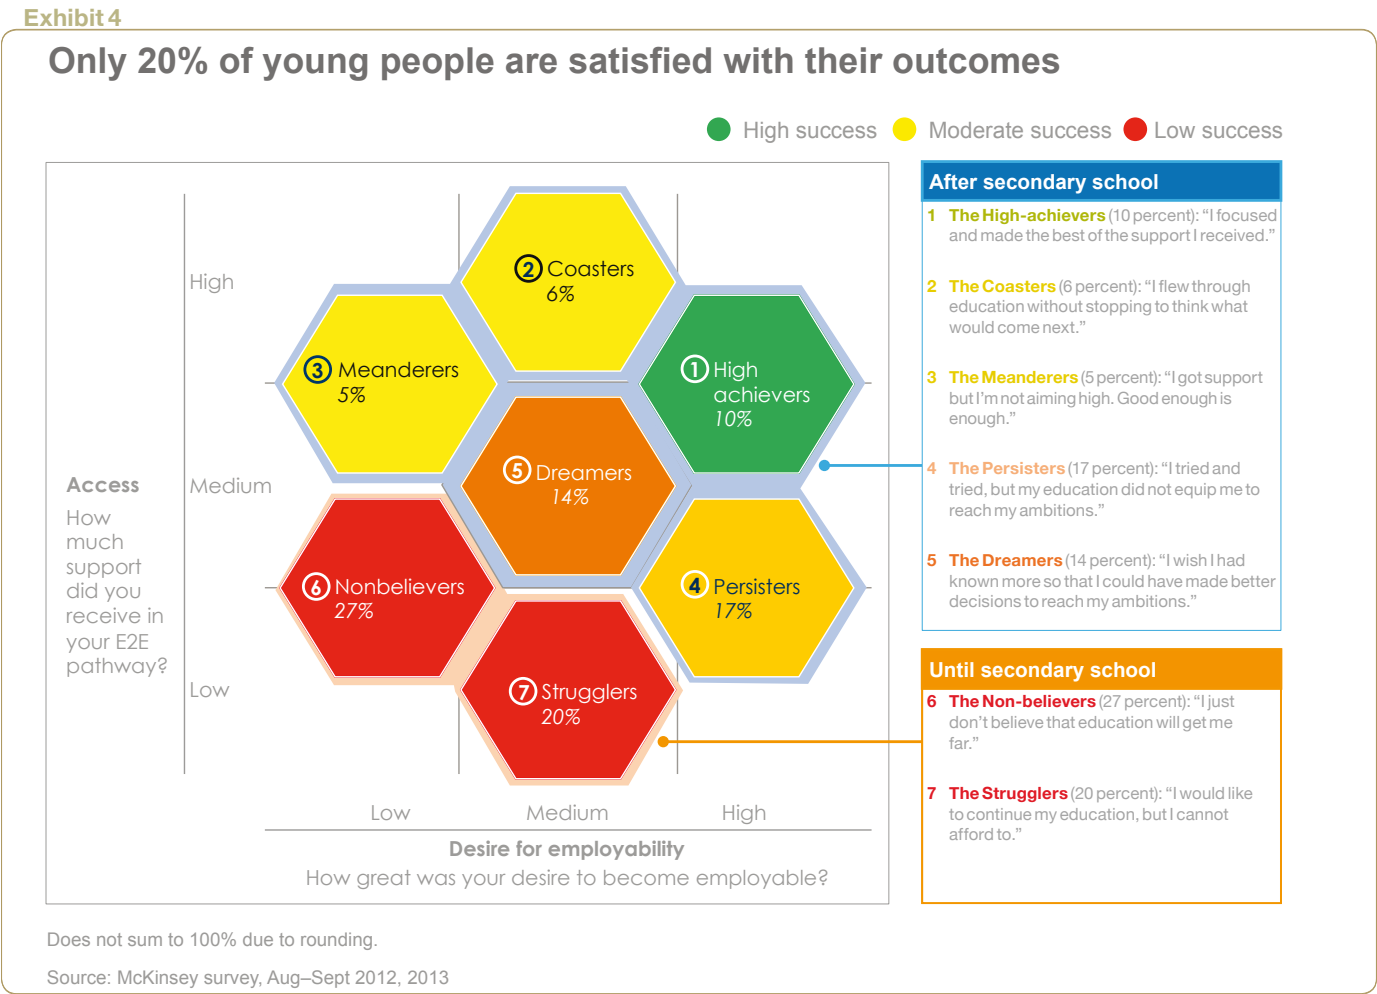 Exhibit 4
Only 20% of young people are satisfied with their outcomes
High success
Moderate success
Low success
High
Medium
Low
Access
How
much
support
did you
receive in
your E2E
pathway?
2 Coasters
6%
3 Meanderers
5%
1 High
achievers
10%
5 Dreamers
14%
6 Nonbelievers
27%
4 Persisters
17%
7 Strugglers
20%
Low
Medium
High
Desire for employability
How great was your desire to become employable?
After secondary school
1 The High-achievers (10 percent): “I focused
and made the best of the support I received.”
2 The Coasters (6 percent): “I flew through
education without stopping to think what
would come next.”
3 The Meanderers (5 percent): “I got support
but I’m not aiming high. Good enough is
enough.”
4 The Persisters (17 percent): “I tried and
tried, but my education did not equip me to
reach my ambitions.”
5 The Dreamers (14 percent): “I wish I had
known more so that I could have made better
decisions to reach my ambitions.”
Until secondary school
6 The Non-believers (27 percent): “I just
don’t believe that education will get me
far.”
7 The Strugglers (20 percent): “I would like
to continue my education, but I cannot
afford to.”
Does not sum to 100% due to rounding.
Source: McKinsey survey, Aug–Sept 2012, 2013